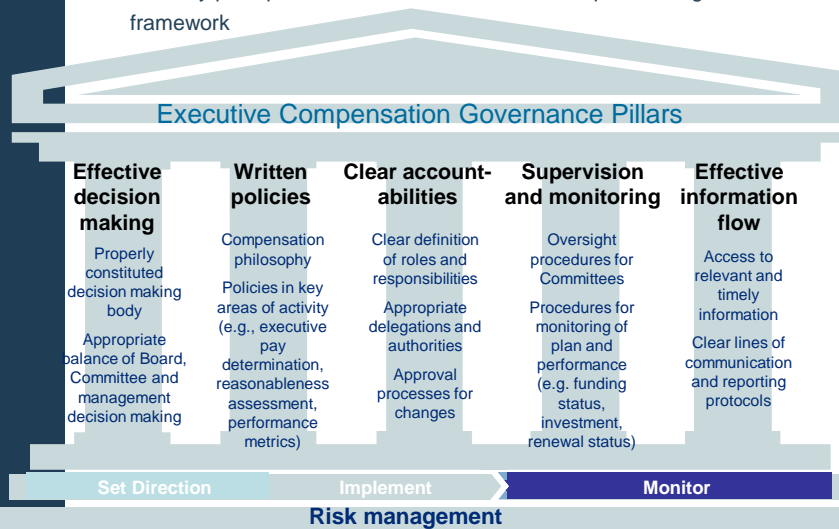 framework
Executive Compensation Governance Pillars
Effective
decision
making
Properly
constituted
decision making
body
Appropriate
balance of Board,
Committee and
management
decision making
Written
policies
Compensation
philosophy
Policies in key
areas of activity
(e.g., executive
pay
determination,
reasonableness
assessment,
performance
metrics)
Clear account-
abilities
Clear definition
of roles and
responsibilities
Appropriate
delegations and
authorities
Approval
processes for
changes
Supervision
and monitoring
Oversight
procedures for
Committees
Procedures for
monitoring of
plan and
performance
(e.g. funding
status,
investment,
renewal status)
Effective
information
flow
Access to
relevant and
timely
information
Clear lines of
communication
and reporting
protocols
Set Direction
Implement
Monitor
Risk management